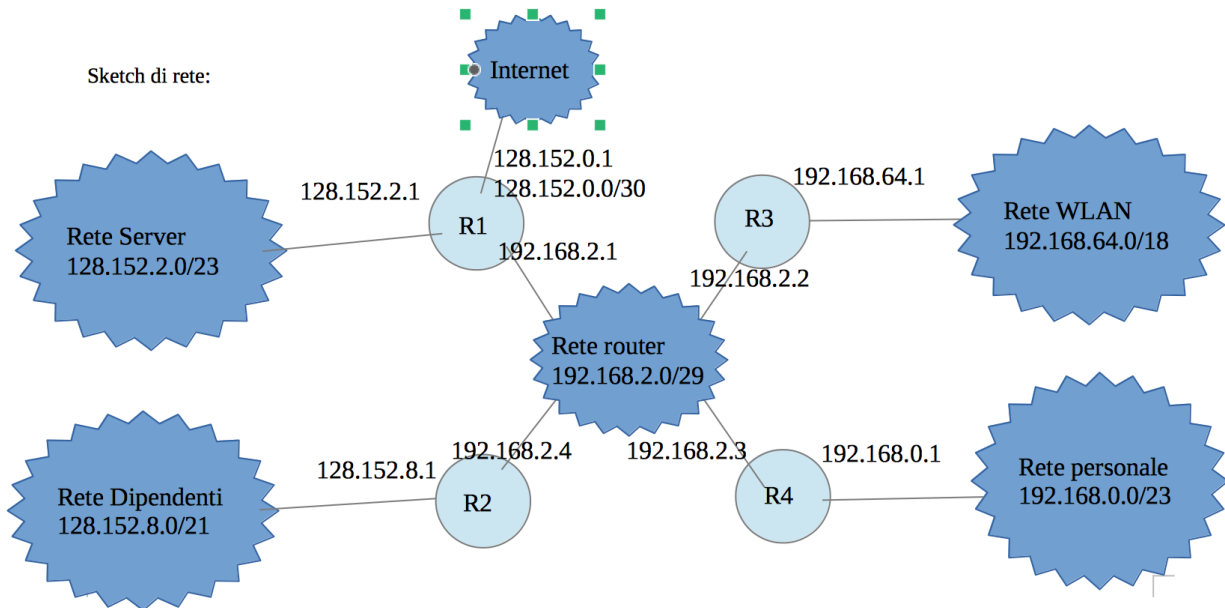 Sketch di rete:
Internet
128.152.0.1
128.152.0.0/30
128.152.2.1
R1
192.168.2.1
Rete Server
128.152.2.0/23
192.168.64.1
R3
192.168.2.2
Rete WLAN
192.168.64.0/18
Rete router
192.168.2.0/29
192.168.2.4
128.152.8.1
R2
Rete Dipendenti
128.152.8.0/21
192.168.2.3
192.168.0.1
R4
Rete personale
192.168.0.0/23